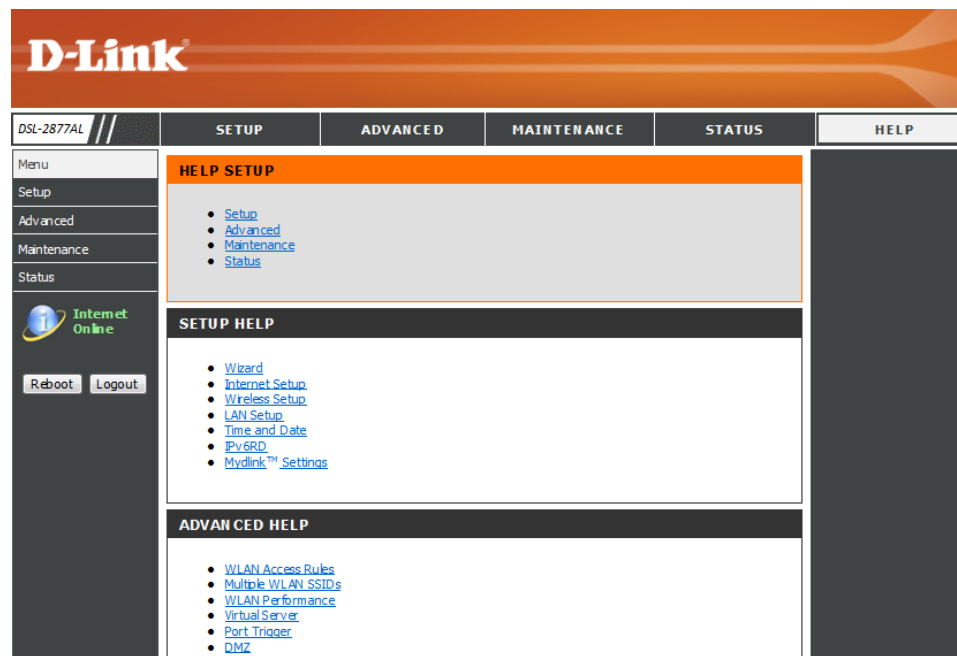 D-Link®
DSL-2877AL SETUP ADVANCED MAINTENANCE STATUS HELP
Menu
Setup
Advanced
Maintenance
Status
Internet
Online
Reboot Logout
HELP SETUP
Setup
Advanced
Maintenance
Status
SETUP HELP
Wizard
Internet Setup
Wireless Setup
LAN Setup
Time and Date
IPv6RD
Mydlink™ Settings
ADVANCED HELP
WLAN Access Rules
Multiple WLAN SSIDs
WLAN Performance
Virtual Server
Port Trigger
DMZ